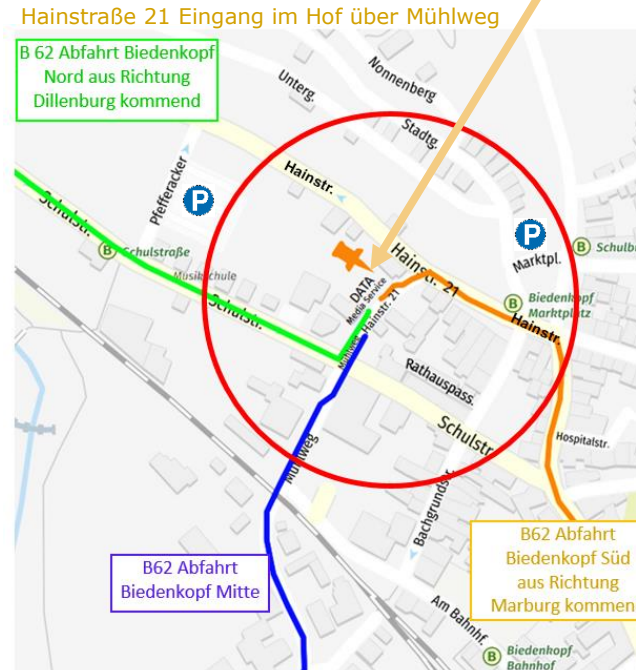 Hainstraße 21 Eingang im Hof über Mühlweg
B 62 Abfahrt Biedenkopf
Nord aus Richtung
Dillenburg kommend
Nonnenberg
Unterg.
Stadtg.
Hainstr.
Pfefferacker
P
P
Schulstr.
B Schulstraße
Musikschule
Marktpl.
B
Hainstr. 21
DATA
Media Service
Hainstr. 21
B Biedenkopf
Marktplatz
Hainstr.
Schulstr.
Mühlweg
Rathauspass.
Schulstr.
Hospitalstr.
Mühlweg
Bachgrundstr.
B62 Abfahrt
Biedenkopf Mitte
B62 Abfahrt
Biedenkopf Süd
aus Richtung
Marburg kommen
Am Bahnhf.
B Biedenkopf
Bahnhof